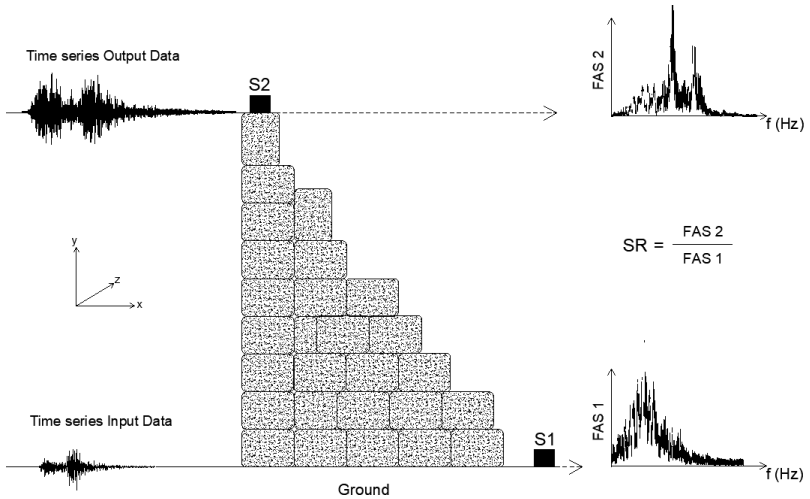 Time series Output Data
S2
FAS 2
f (Hz)
y
z
x
SR = FAS 2 / FAS 1
Time series Input Data
S1
FAS 1
f (Hz)
Ground